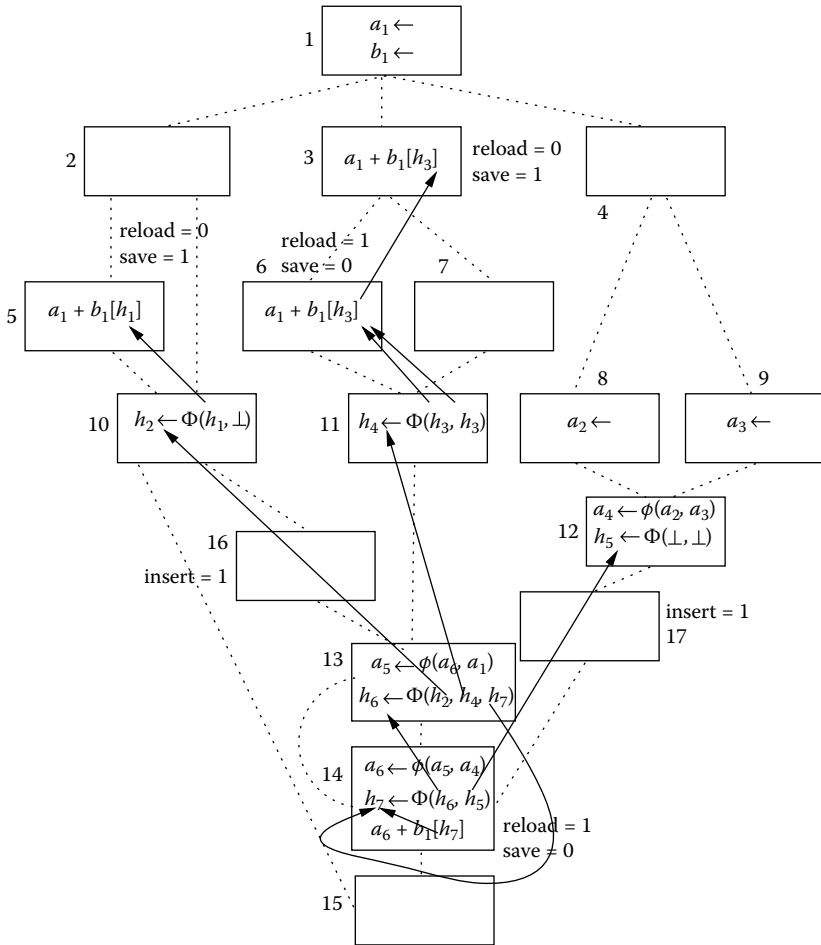 1
a₁ ←
b₁ ←
2
3
a₁ + b₁[h₃]
reload = 0
save = 1
4
reload = 0
save = 1
5
a₁ + b₁[h₁]
reload = 1
save = 0
6
a₁ + b₁[h₃]
7
8
a₂ ←
9
a₃ ←
10
h₂ ← Φ(h₁, ⊥)
11
h₄ ← Φ(h₃, h₃)
12
a₄ ← ϕ(a₂, a₃)
h₅ ← Φ(⊥, ⊥)
16
insert = 1
insert = 1
17
13
a₅ ← ϕ(a₆, a₁)
h₆ ← Φ(h₂, h₄, h₇)
14
a₆ ← ϕ(a₅, a₄)
h₇ ← Φ(h₆, h₅)
a₆ + b₁[h₇]
reload = 1
save = 0
15